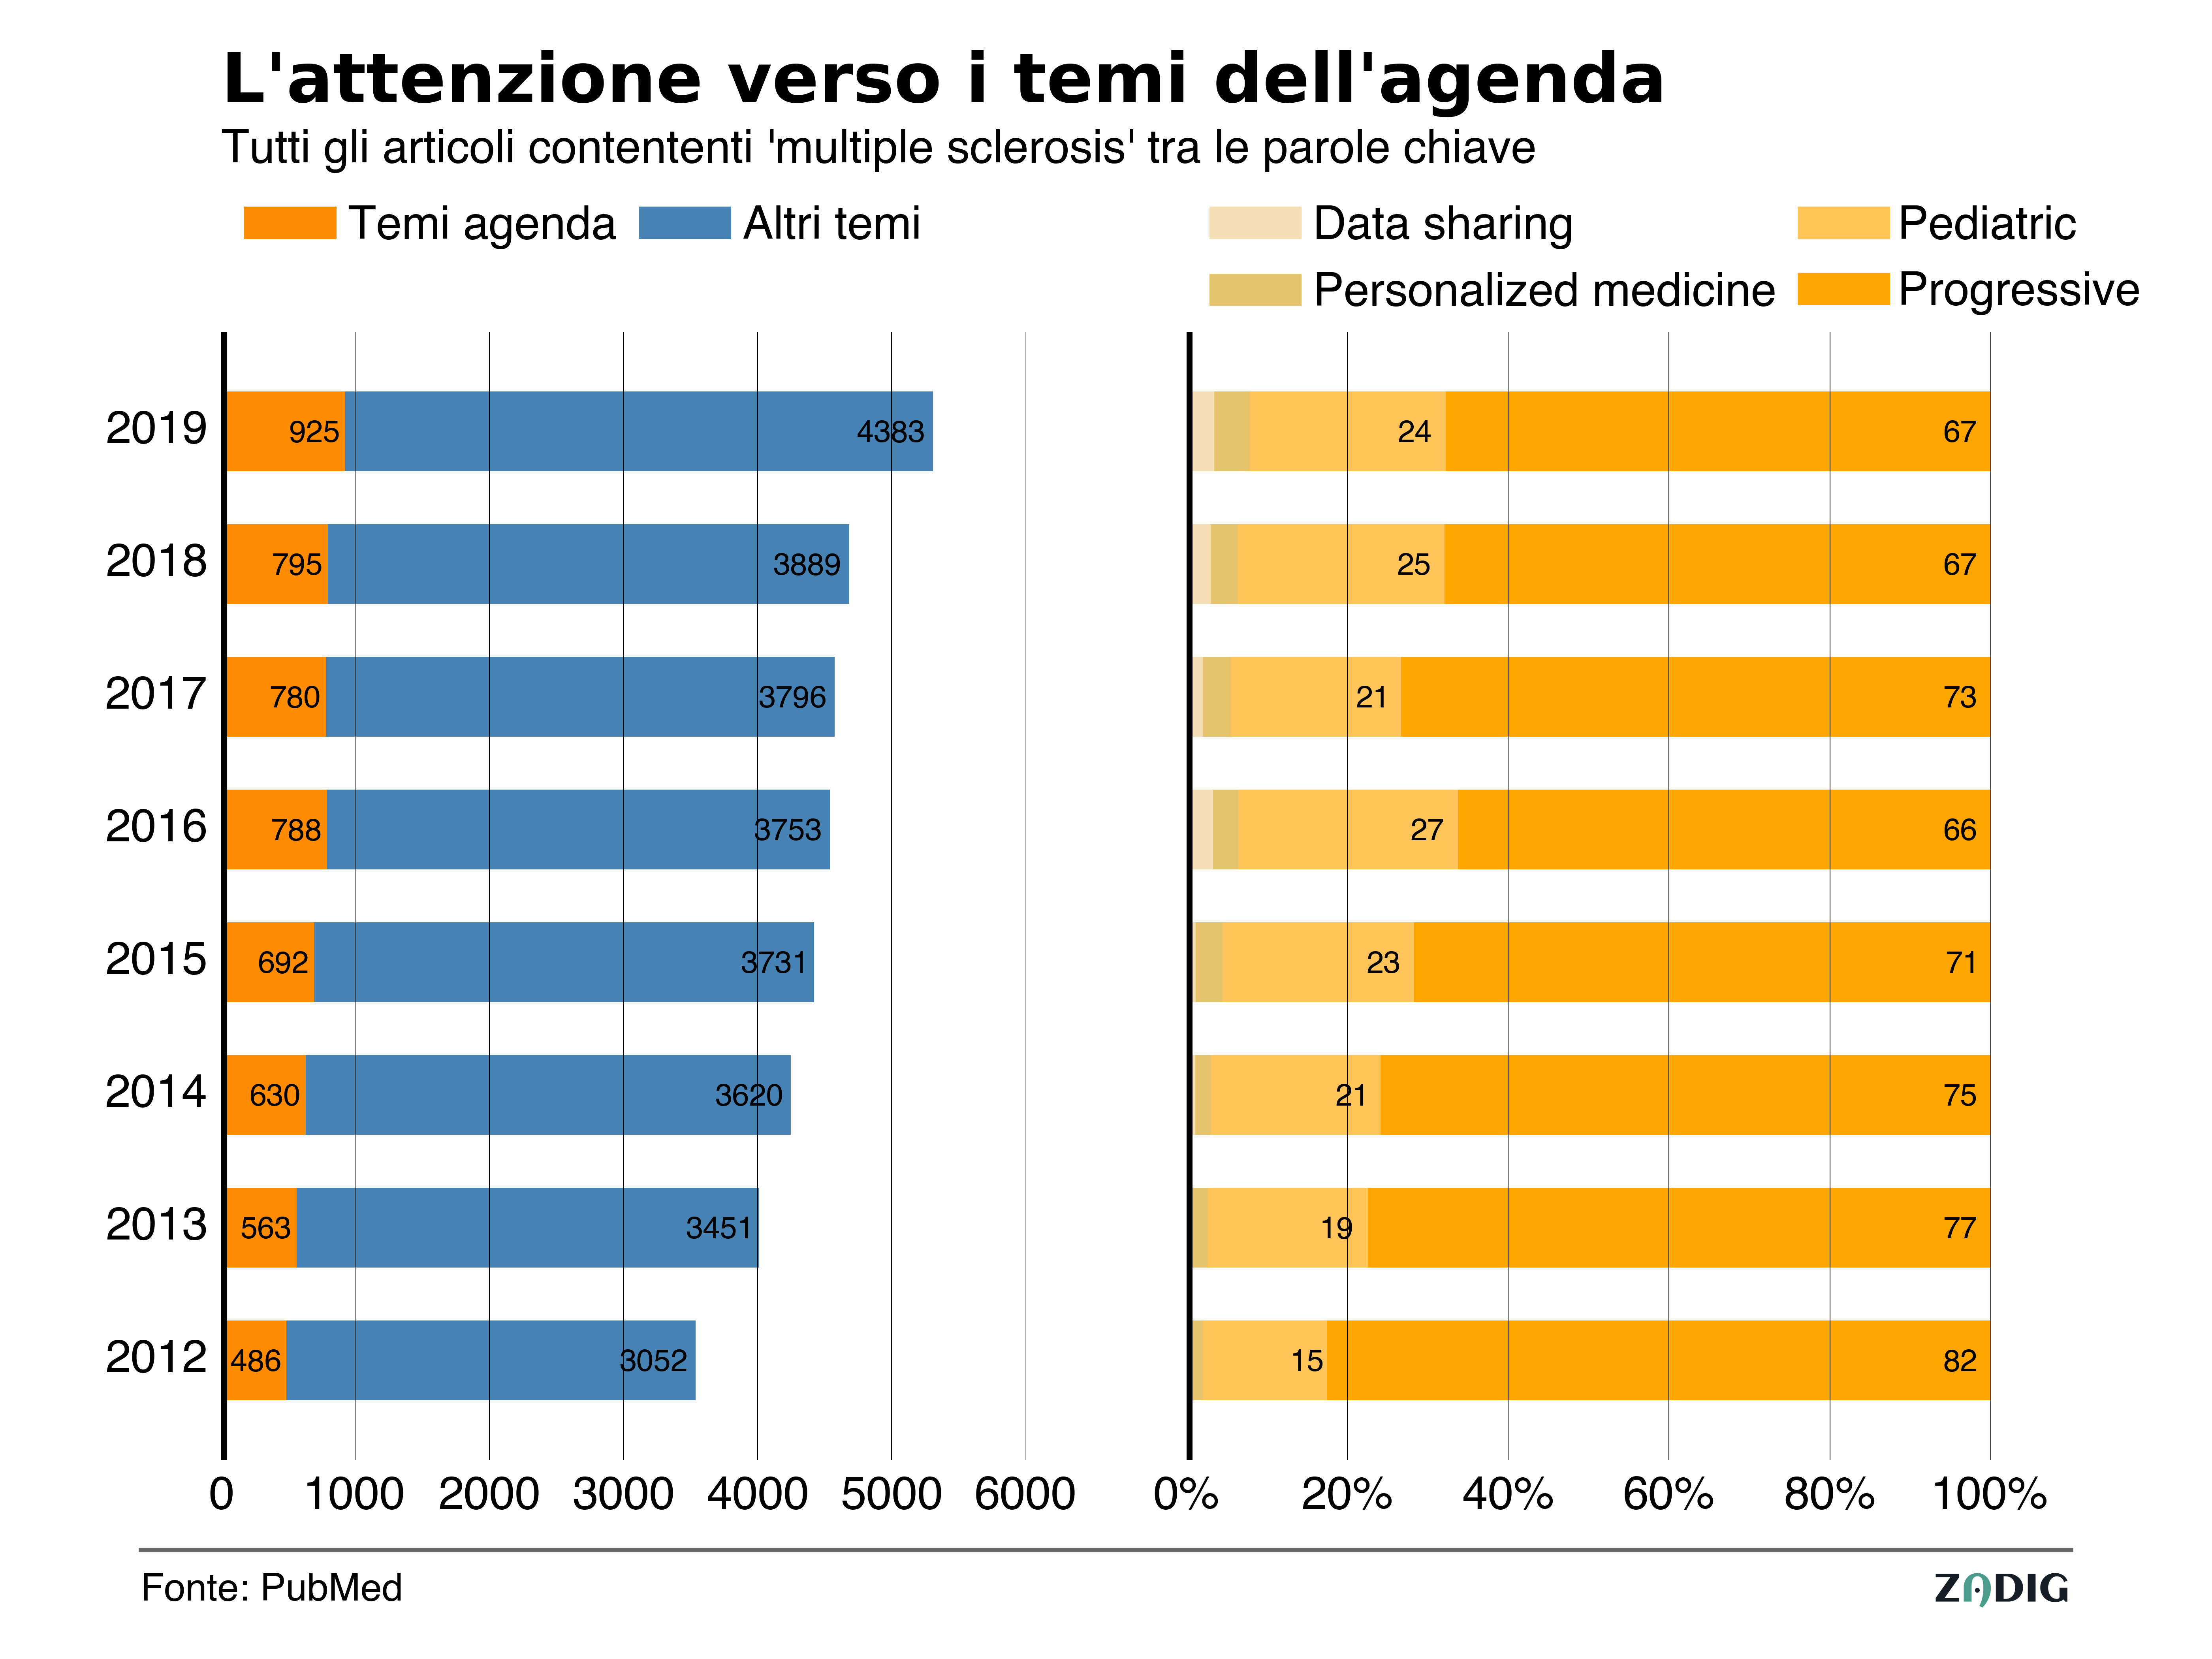 L'attenzione verso i temi dell'agenda
Tutti gli articoli contententi 'multiple sclerosis' tra le parole chiave
Temi agenda Altri temi
Data sharing Pediatric
Personalized medicine Progressive
2019 925 4383 24 67
2018 795 3889 25 67
2017 780 3796 21 73
2016 788 3753 27 66
2015 692 3731 23 71
2014 630 3620 21 75
2013 563 3451 19 77
2012 486 3052 15 82
0 1000 2000 3000 4000 5000 6000 0% 20% 40% 60% 80% 100%
Fonte: PubMed ZADIG